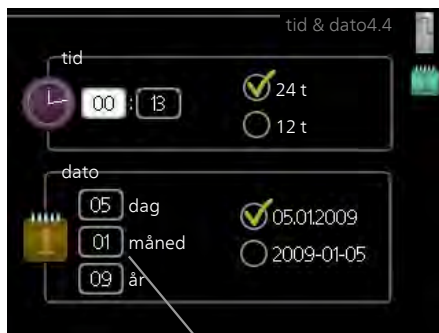 tid & dato4.4
tid
00 : 13
24 t
12 t
dato
05 dag
01 måned
09 år
05.01.2009
2009-01-05